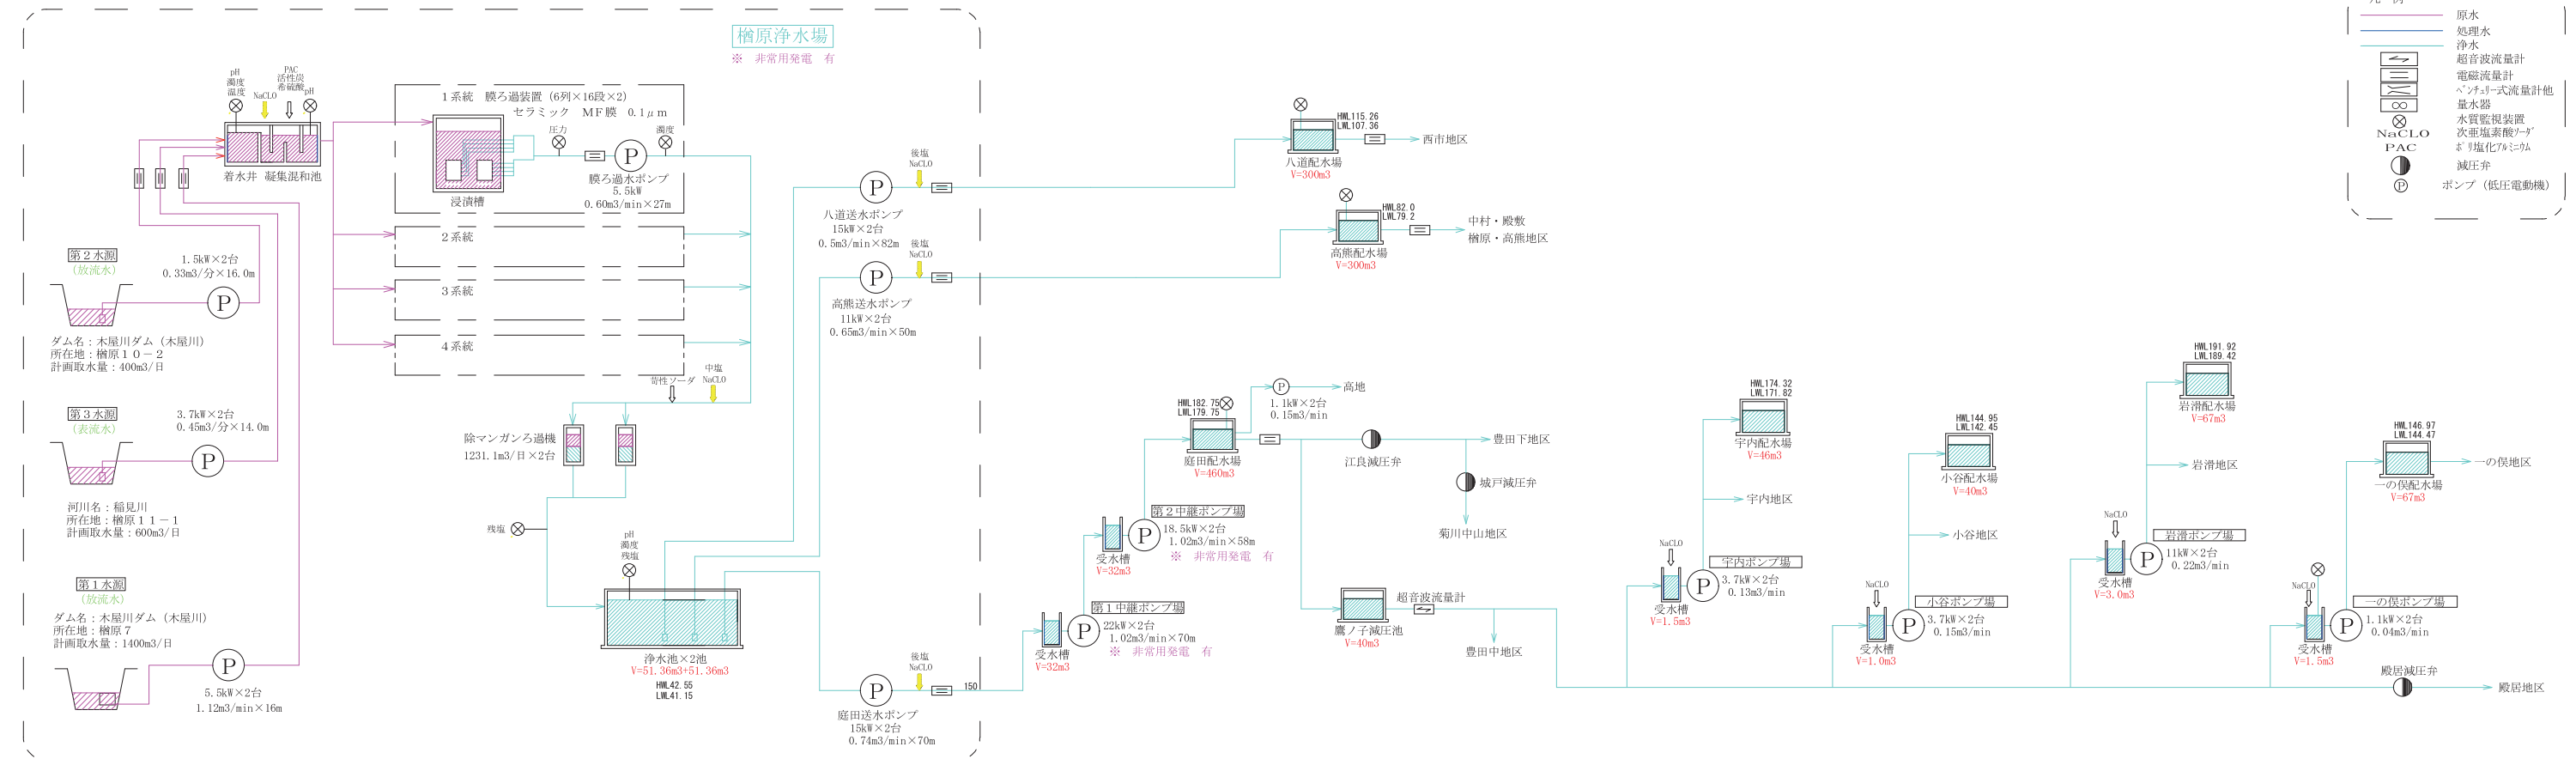 楢原浄水場
※ 非常用発電 有
pH
濁度
温度
NaCLO
PAC
活性炭
希硫酸
pH
着水井 凝集混和池
1系統 膜ろ過装置 (6列×16段×2)
セラミック MF膜 0.1μm
圧力
濁度
浸漬槽
膜ろ過水ポンプ
5.5kW
0.60m3/min×27m
2系統
3系統
4系統
第2水源
(放流水)
1.5kW×2台
0.33m3/分×16.0m
ダム名：木屋川ダム（木屋川）
所在地：楢原10－2
計画取水量：400m3/日
第3水源
(表流水)
3.7kW×2台
0.45m3/分×14.0m
河川名：稲見川
所在地：楢原11－1
計画取水量：600m3/日
第1水源
(放流水)
ダム名：木屋川ダム（木屋川）
所在地：楢原7
計画取水量：1400m3/日
5.5kW×2台
1.12m3/min×16m
苛性ソーダ
中塩
NaCLO
除マンガンろ過機
1231.1m3/日×2台
残塩
pH
濁度
残塩
浄水池×2池
V=51.36m3+51.36m3
HWL42.55
LWL41.15
八道送水ポンプ
15kW×2台
0.5m3/min×82m
後塩
NaCLO
高熊送水ポンプ
11kW×2台
0.65m3/min×50m
後塩
NaCLO
庭田送水ポンプ
15kW×2台
0.74m3/min×70m
後塩
NaCLO
150
HWL115.26
LWL107.36
八道配水場
V=300m3
西市地区
HWL82.0
LWL79.2
高熊配水場
V=300m3
中村・殿敷
楢原・高熊地区
受水槽
V=32m3
第1中継ポンプ場
22kW×2台
1.02m3/min×70m
※ 非常用発電 有
受水槽
V=32m3
第2中継ポンプ場
18.5kW×2台
1.02m3/min×58m
※ 非常用発電 有
HWL182.75
LWL179.75
庭田配水場
V=460m3
P
1.1kW×2台
0.15m3/min
高地
江良減圧弁
豊田下地区
城戸減圧弁
菊川中山地区
鷹ノ子減圧池
V=40m3
超音波流量計
豊田中地区
HWL174.32
LWL171.82
宇内配水場
V=46m3
宇内地区
NaCLO
受水槽
V=1.5m3
宇内ポンプ場
3.7kW×2台
0.13m3/min
HWL144.95
LWL142.45
小谷配水場
V=40m3
小谷地区
NaCLO
受水槽
V=1.0m3
小谷ポンプ場
3.7kW×2台
0.15m3/min
HWL191.92
LWL189.42
岩滑配水場
V=67m3
岩滑地区
NaCLO
受水槽
V=3.0m3
岩滑ポンプ場
11kW×2台
0.22m3/min
HWL146.97
LWL144.47
一の俣配水場
V=67m3
一の俣地区
NaCLO
受水槽
V=1.5m3
一の俣ポンプ場
1.1kW×2台
0.04m3/min
殿居減圧弁
殿居地区
原水
処理水
浄水
超音波流量計
電磁流量計
ベンチュリー式流量計他
量水器
水質監視装置
NaCLO 次亜塩素酸ソーダ
PAC ポリ塩化アルミニウム
減圧弁
P ポンプ（低圧電動機）